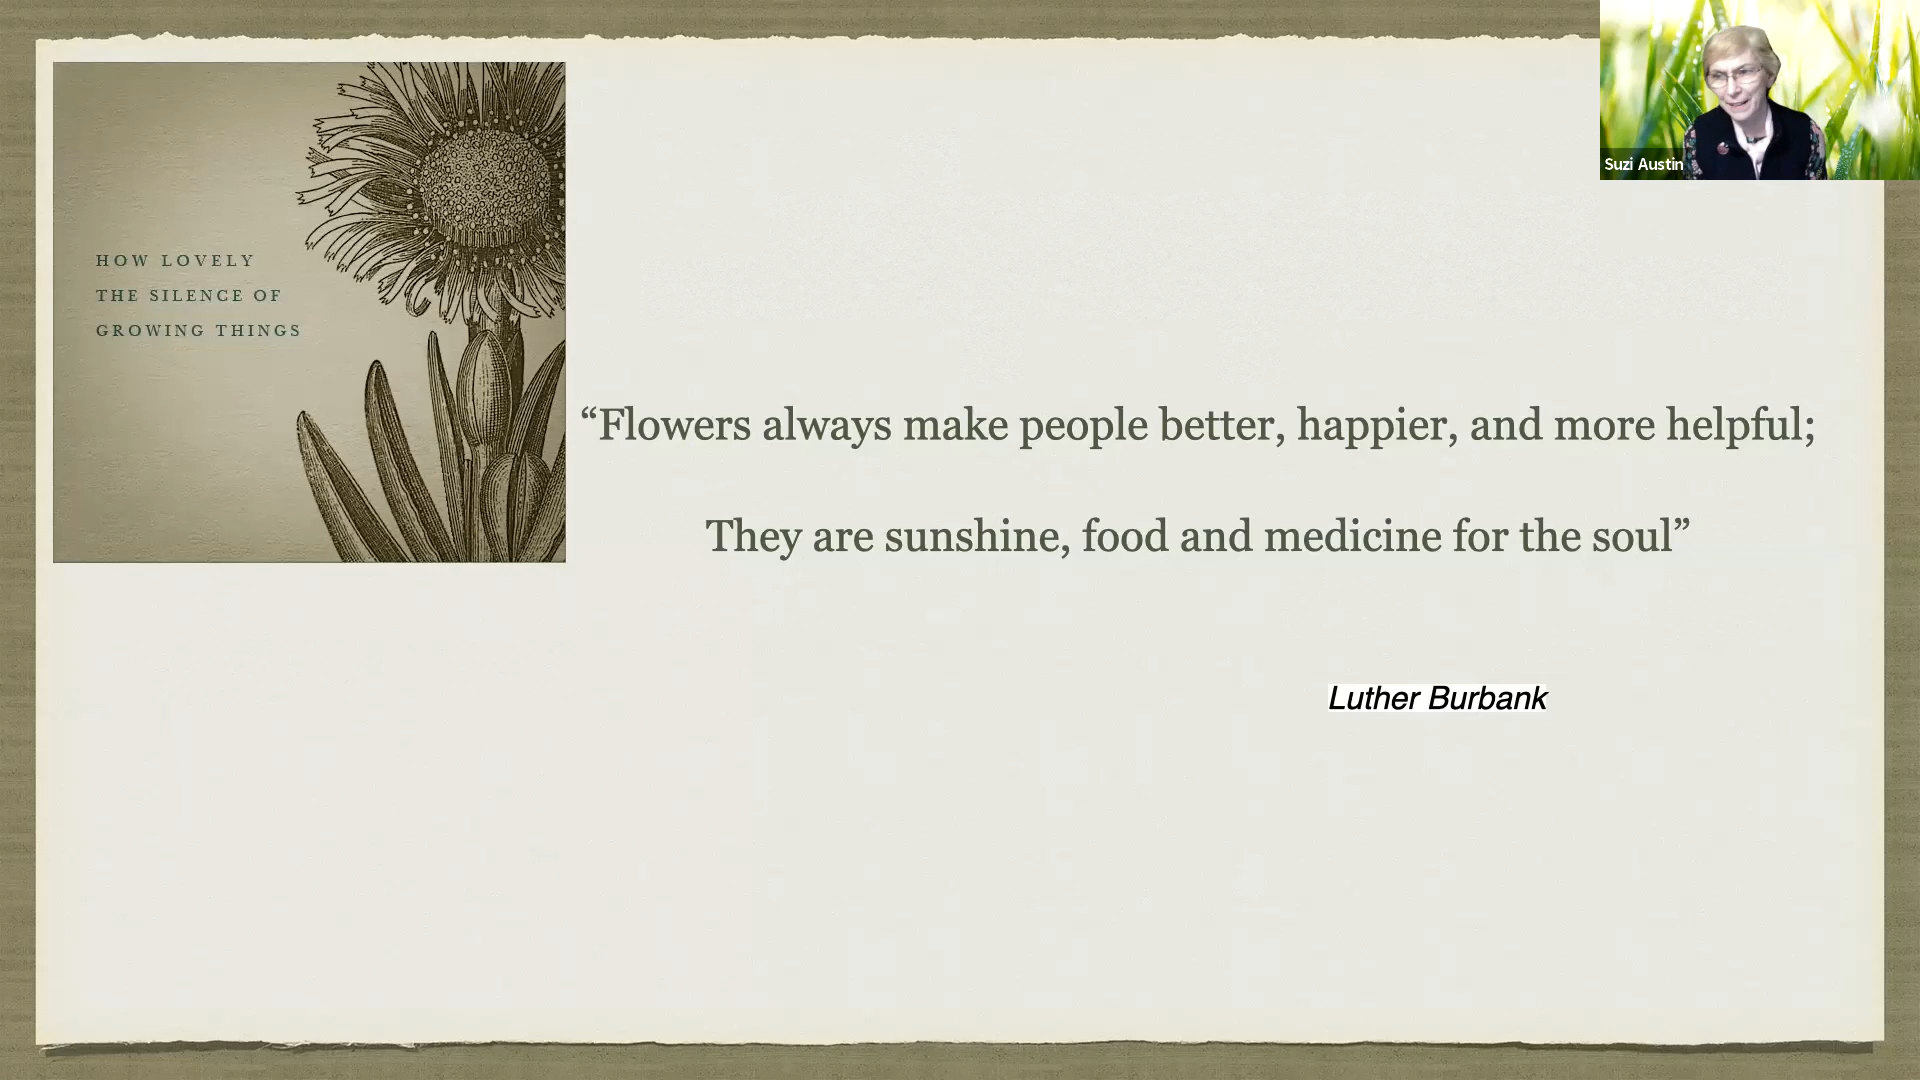 HOW LOVELY
THE SILENCE OF
GROWING THINGS
“Flowers always make people better, happier, and more helpful;
They are sunshine, food and medicine for the soul”
Luther Burbank
Suzi Austin